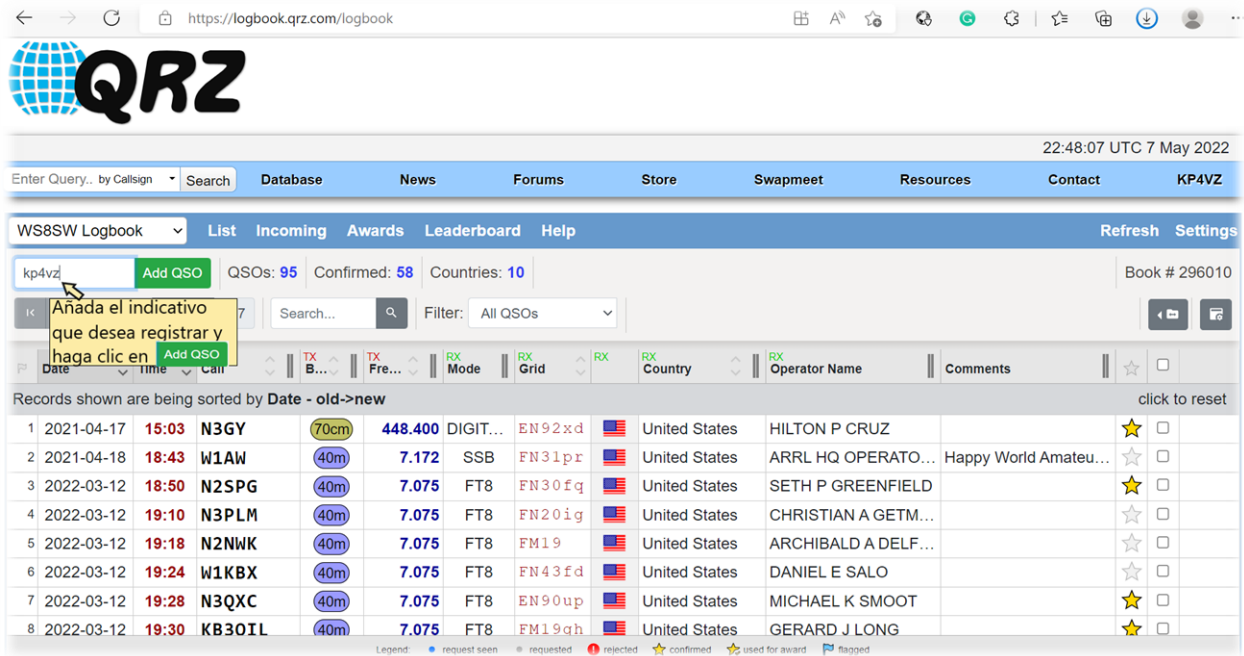 https://logbook.qrz.com/logbook
QRZ
22:48:07 UTC 7 May 2022
Enter Query.. by Callsign Search Database News Forums Store Swapmeet Resources Contact KP4VZ
WS8SW Logbook List Incoming Awards Leaderboard Help Refresh Settings
kp4vz Add QSO QSOs: 95 Confirmed: 58 Countries: 10 Book # 296010
7 Search... Filter: All QSOs
Añada el indicativo
que desea registrar y
haga clic en Add QSO
Date Time Call TX B... TX Fre... RX Mode RX Grid RX RX Country RX Operator Name Comments
Records shown are being sorted by Date - old->new click to reset
1 2021-04-17 15:03 N3GY 70cm 448.400 DIGIT... EN92xd United States HILTON P CRUZ
2 2021-04-18 18:43 W1AW 40m 7.172 SSB FN31pr United States ARRL HQ OPERATO... Happy World Amateu...
3 2022-03-12 18:50 N2SPG 40m 7.075 FT8 FN30fq United States SETH P GREENFIELD
4 2022-03-12 19:10 N3PLM 40m 7.075 FT8 FN20ig United States CHRISTIAN A GETM...
5 2022-03-12 19:18 N2NWK 40m 7.075 FT8 FM19 United States ARCHIBALD A DELF...
6 2022-03-12 19:24 W1KBX 40m 7.075 FT8 FN43fd United States DANIEL E SALO
7 2022-03-12 19:28 N3QXC 40m 7.075 FT8 EN90up United States MICHAEL K SMOOT
8 2022-03-12 19:30 KB3OIL 40m 7.075 FT8 FM19qh United States GERARD J LONG
Legend: request seen requested rejected confirmed used for award flagged